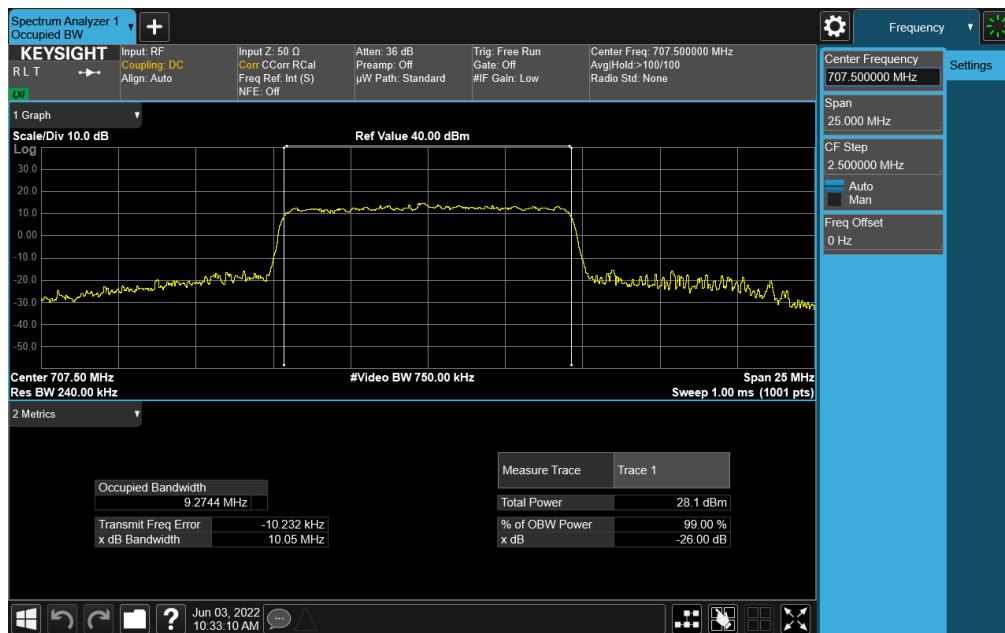 Spectrum Analyzer 1
Occupied BW
Frequency
KEYSIGHT
R L T
LXI
Input: RF
Coupling: DC
Align: Auto
Input Z: 50 Ω
Corr CCorr RCal
Freq Ref: Int (S)
NFE: Off
Atten: 36 dB
Preamp: Off
µW Path: Standard
Trig: Free Run
Gate: Off
#IF Gain: Low
Center Freq: 707.500000 MHz
Avg|Hold:>100/100
Radio Std: None
Center Frequency
707.500000 MHz
Settings
Span
25.000 MHz
CF Step
2.500000 MHz
Auto
Man
Freq Offset
0 Hz
1 Graph
Scale/Div 10.0 dB
Ref Value 40.00 dBm
Log
30.0
20.0
10.0
0.00
-10.0
-20.0
-30.0
-40.0
-50.0
Center 707.50 MHz
#Video BW 750.00 kHz
Span 25 MHz
Res BW 240.00 kHz
Sweep 1.00 ms (1001 pts)
2 Metrics
Occupied Bandwidth
9.2744 MHz
Transmit Freq Error -10.232 kHz
x dB Bandwidth 10.05 MHz
Measure Trace Trace 1
Total Power 28.1 dBm
% of OBW Power 99.00 %
x dB -26.00 dB
Jun 03, 2022
10:33:10 AM